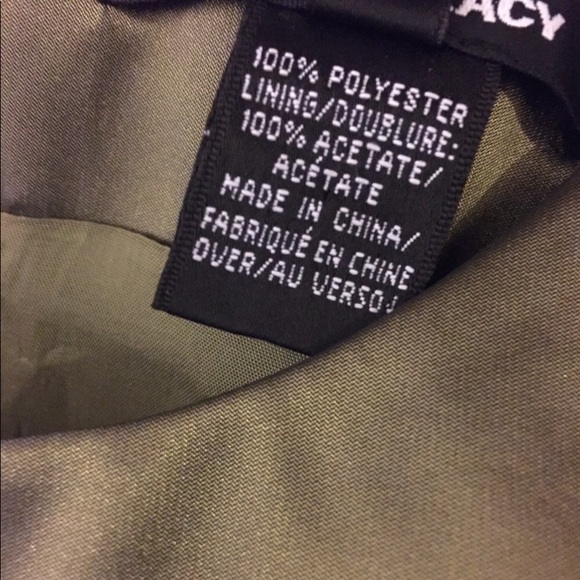 ACY
100% POLYESTER
LINING/DOUBLURE:
100% ACETATE/
ACÉTATE
MADE IN CHINA/
FABRIQUÉ EN CHINE
OVER/AU VERSO